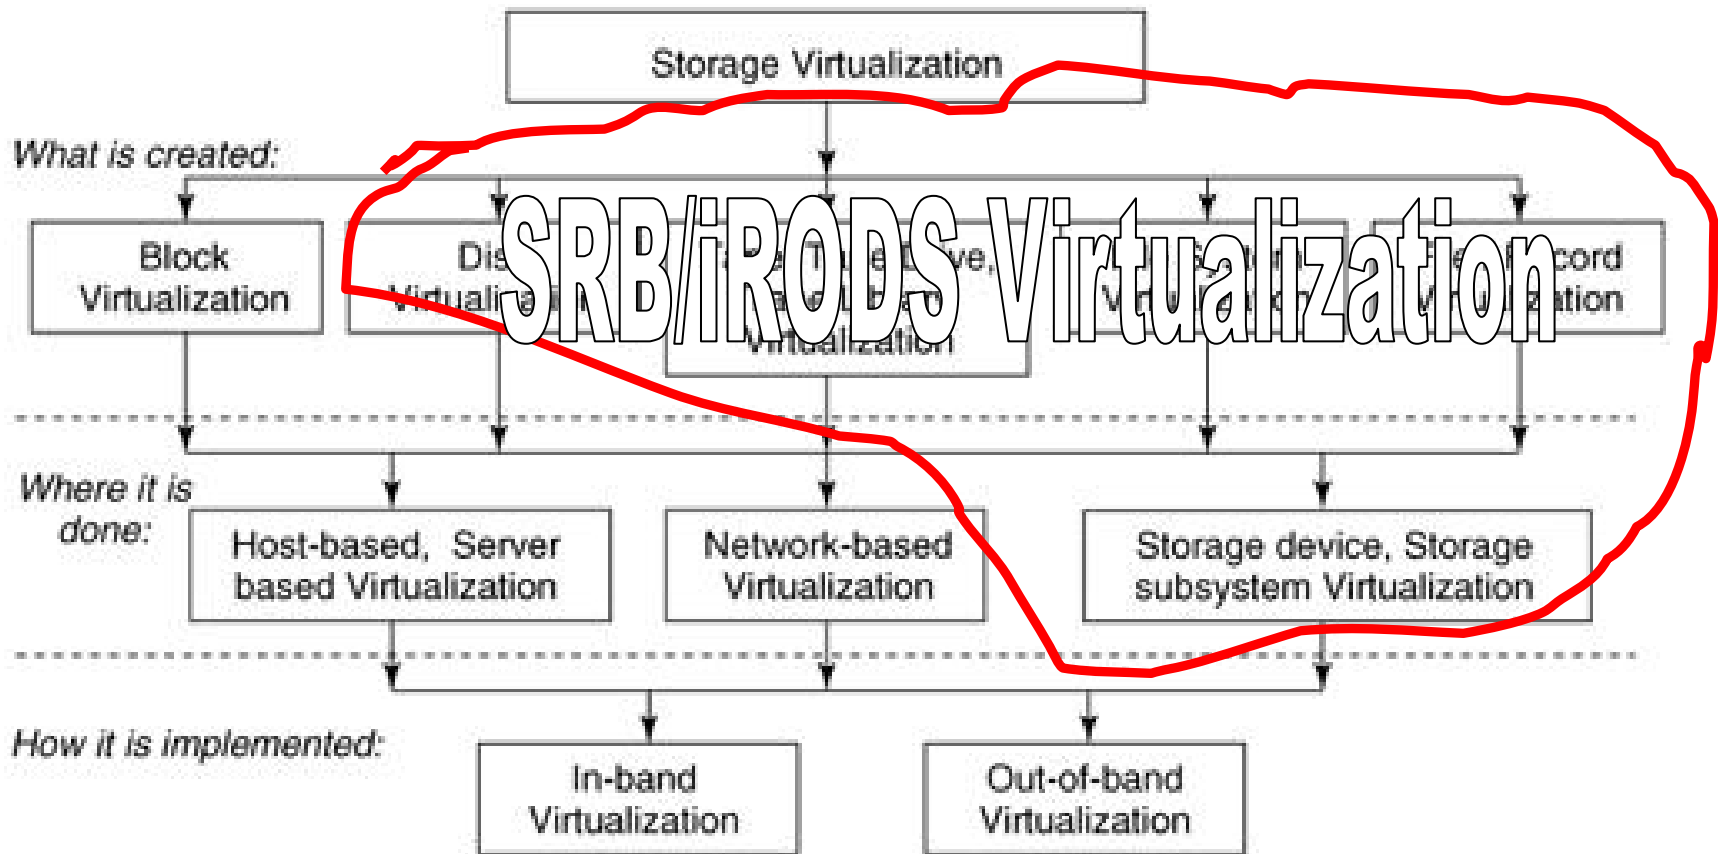 Storage Virtualization
What is created:
SRB/iRODS Virtualization
Block
Virtualization
Virtualization
Where it is
done:
Host-based, Server
based Virtualization
Network-based
Virtualization
Storage device, Storage
subsystem Virtualization
How it is implemented:
In-band
Virtualization
Out-of-band
Virtualization